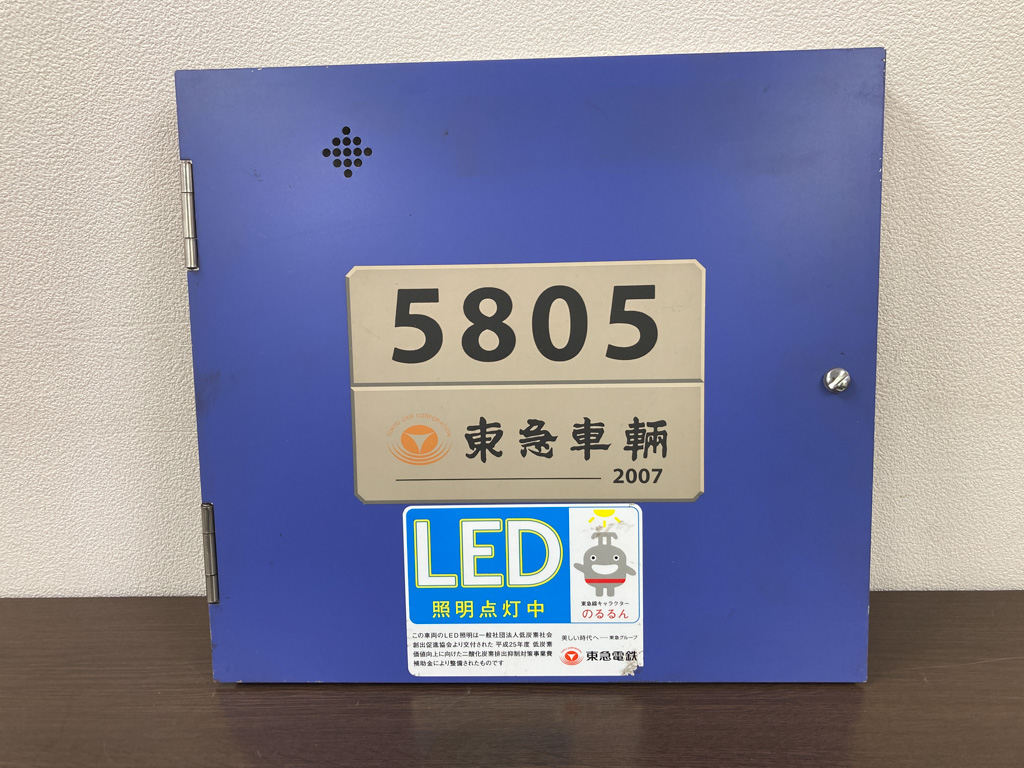 5805
TOKYU CAR CORPORATION
東急車輛
2007
LED
照明点灯中
東急線キャラクター
のるるん
この車両のLED照明は一般社団法人低炭素社会
創出促進協会より交付された 平成25年度 低炭素
価値向上に向けた二酸化炭素排出抑制対策事業費
補助金により整備されたものです
美しい時代へ—東急グループ
東急電鉄